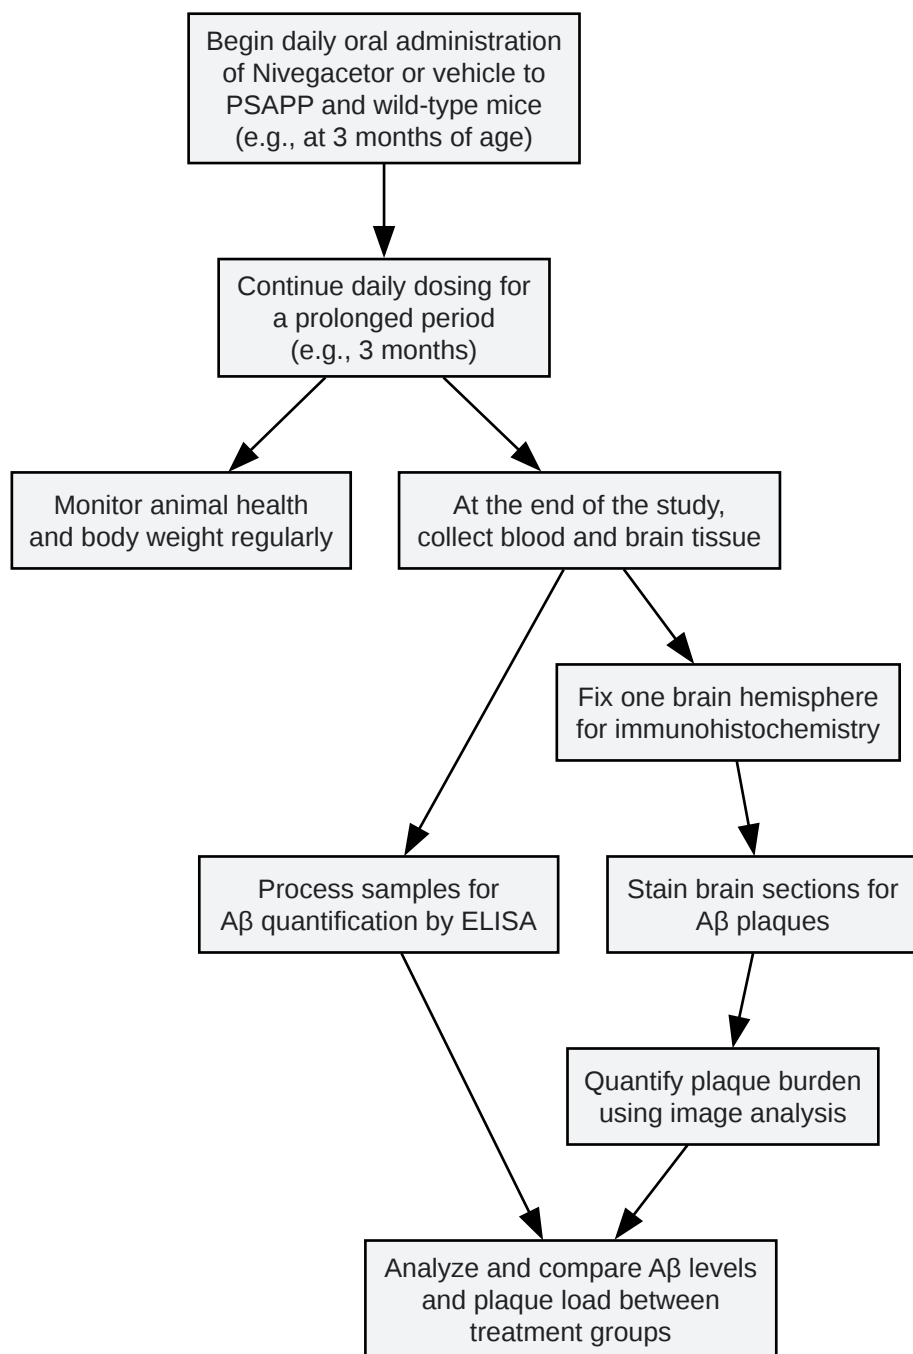 Begin daily oral administration
of Nivegacetor or vehicle to
PSAPP and wild-type mice
(e.g., at 3 months of age)
Continue daily dosing for
a prolonged period
(e.g., 3 months)
Monitor animal health
and body weight regularly
At the end of the study,
collect blood and brain tissue
Fix one brain hemisphere
for immunohistochemistry
Process samples for
Aβ quantification by ELISA
Stain brain sections for
Aβ plaques
Quantify plaque burden
using image analysis
Analyze and compare Aβ levels
and plaque load between
treatment groups